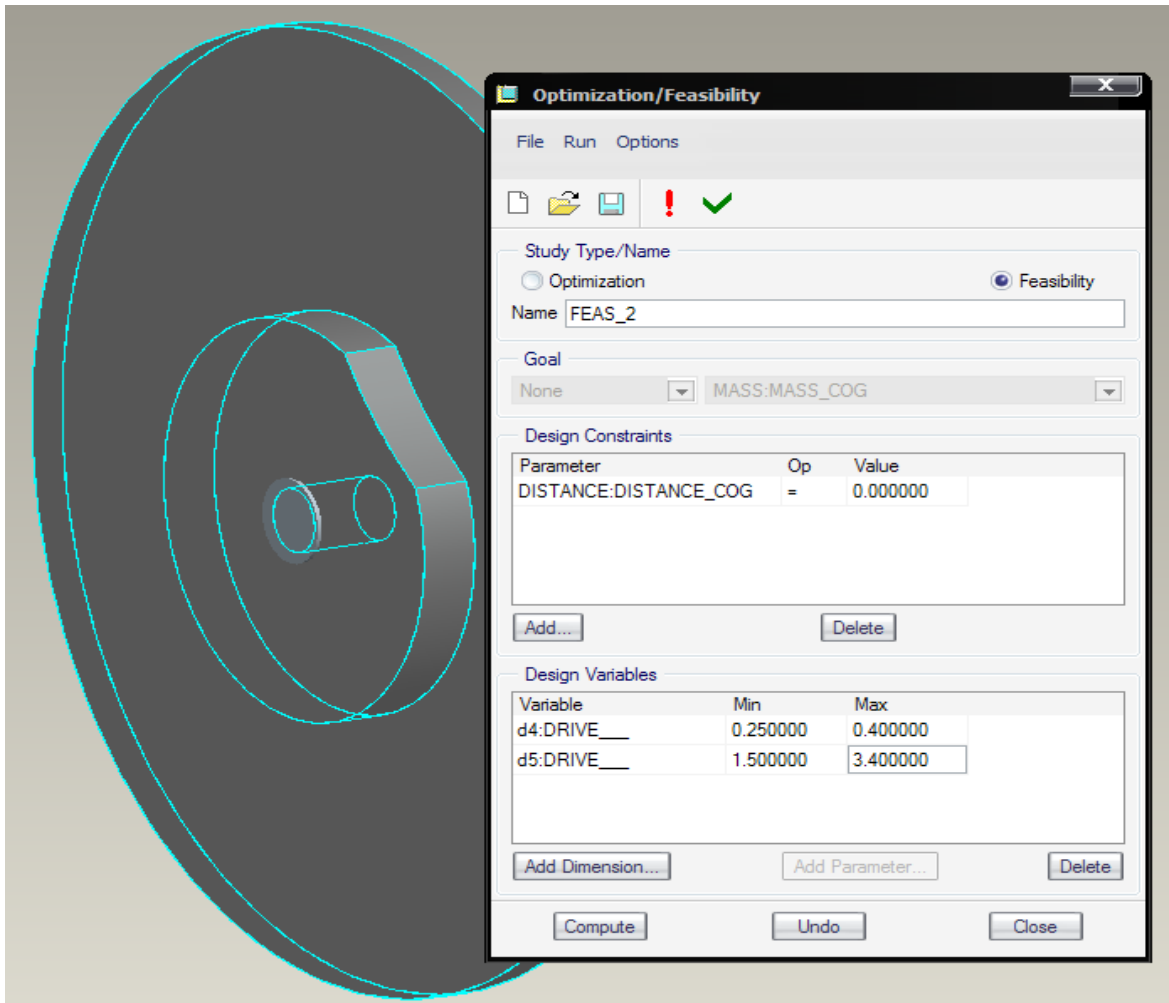 Optimization/Feasibility
X
File Run Options
Study Type/Name
Optimization Feasibility
Name FEAS_2
Goal
None MASS:MASS_COG
Design Constraints
Parameter Op Value
DISTANCE:DISTANCE_COG = 0.000000
Add... Delete
Design Variables
Variable Min Max
d4:DRIVE___ 0.250000 0.400000
d5:DRIVE___ 1.500000 3.400000
Add Dimension... Add Parameter... Delete
Compute Undo Close